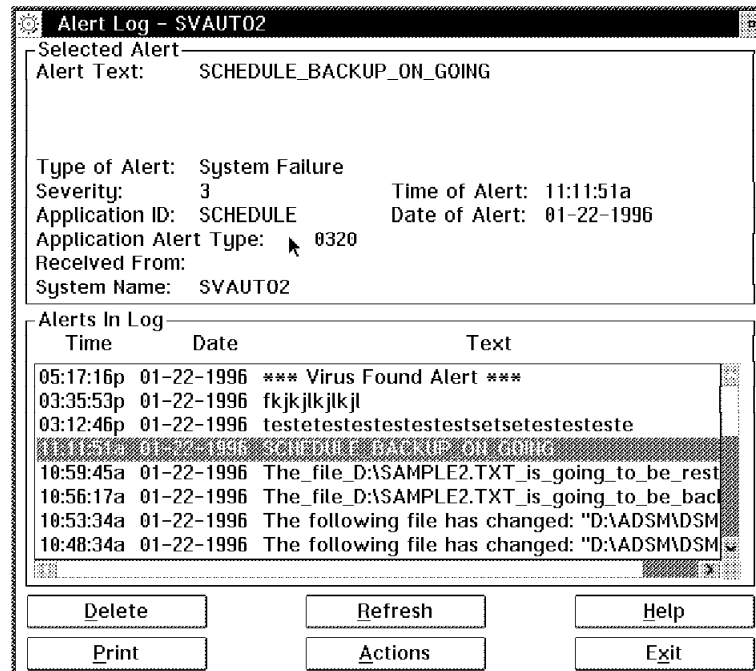 Alert Log - SVAUTO2
Selected Alert
Alert Text: SCHEDULE_BACKUP_ON_GOING
Type of Alert: System Failure
Severity: 3 Time of Alert: 11:11:51a
Application ID: SCHEDULE Date of Alert: 01-22-1996
Application Alert Type: 0320
Received From:
System Name: SVAUTO2
Alerts In Log
Time Date Text
05:17:16p 01-22-1996 *** Virus Found Alert ***
03:35:53p 01-22-1996 fkjkjlkjlkjl
03:12:46p 01-22-1996 testetestestestestsetsetestesteste
11:11:51a 01-22-1996 SCHEDULE_BACKUP_ON_GOING
10:59:45a 01-22-1996 The_file_D:\SAMPLE2.TXT_is_going_to_be_rest
10:56:17a 01-22-1996 The_file_D:\SAMPLE2.TXT_is_going_to_be_bac
10:53:34a 01-22-1996 The following file has changed: "D:\ADSM\DSM
10:48:34a 01-22-1996 The following file has changed: "D:\ADSM\DSM
Delete Refresh Help
Print Actions Exit